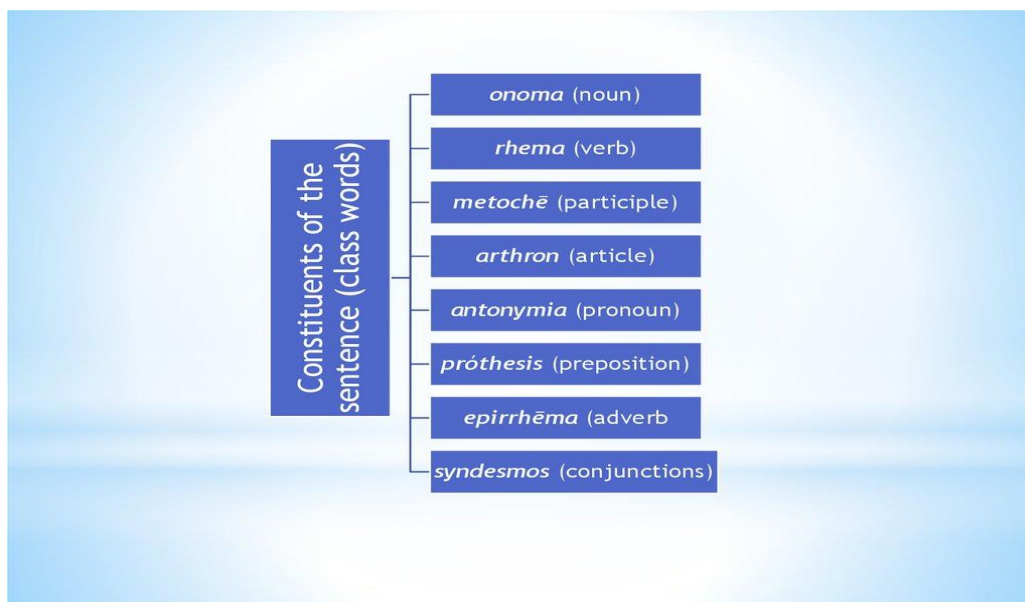 Constituents of the
sentence (class words)
onoma (noun)
rhema (verb)
metochē (participle)
arthron (article)
antonymia (pronoun)
próthesis (preposition)
epirrhēma (adverb
syndesmos (conjunctions)